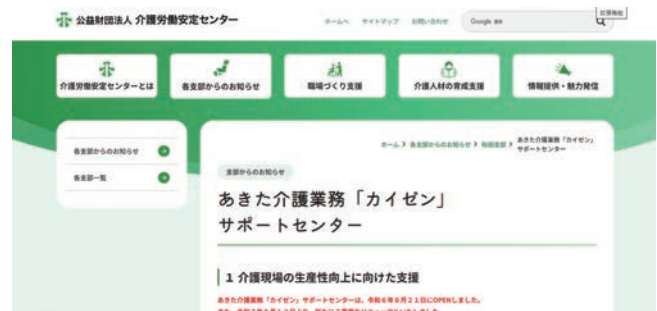 公益財団法人 介護労働安定センター
ホームへ サイトマップ お問い合わせ
Google
介護労働安定センターとは
各支部からのお知らせ
職場づくり支援
介護人材の育成支援
情報提供・魅力発信
各支部からのお知らせ
各支部一覧
ホーム > 各支部からのお知らせ > 秋田支部 > あきた介護業務「カイゼン」
サポートセンター
支部からのお知らせ
あきた介護業務「カイゼン」
サポートセンター
1 介護現場の生産性向上に向けた支援
あきた介護業務「カイゼン」サポートセンターは、令和6年8月21日にOPENしました。